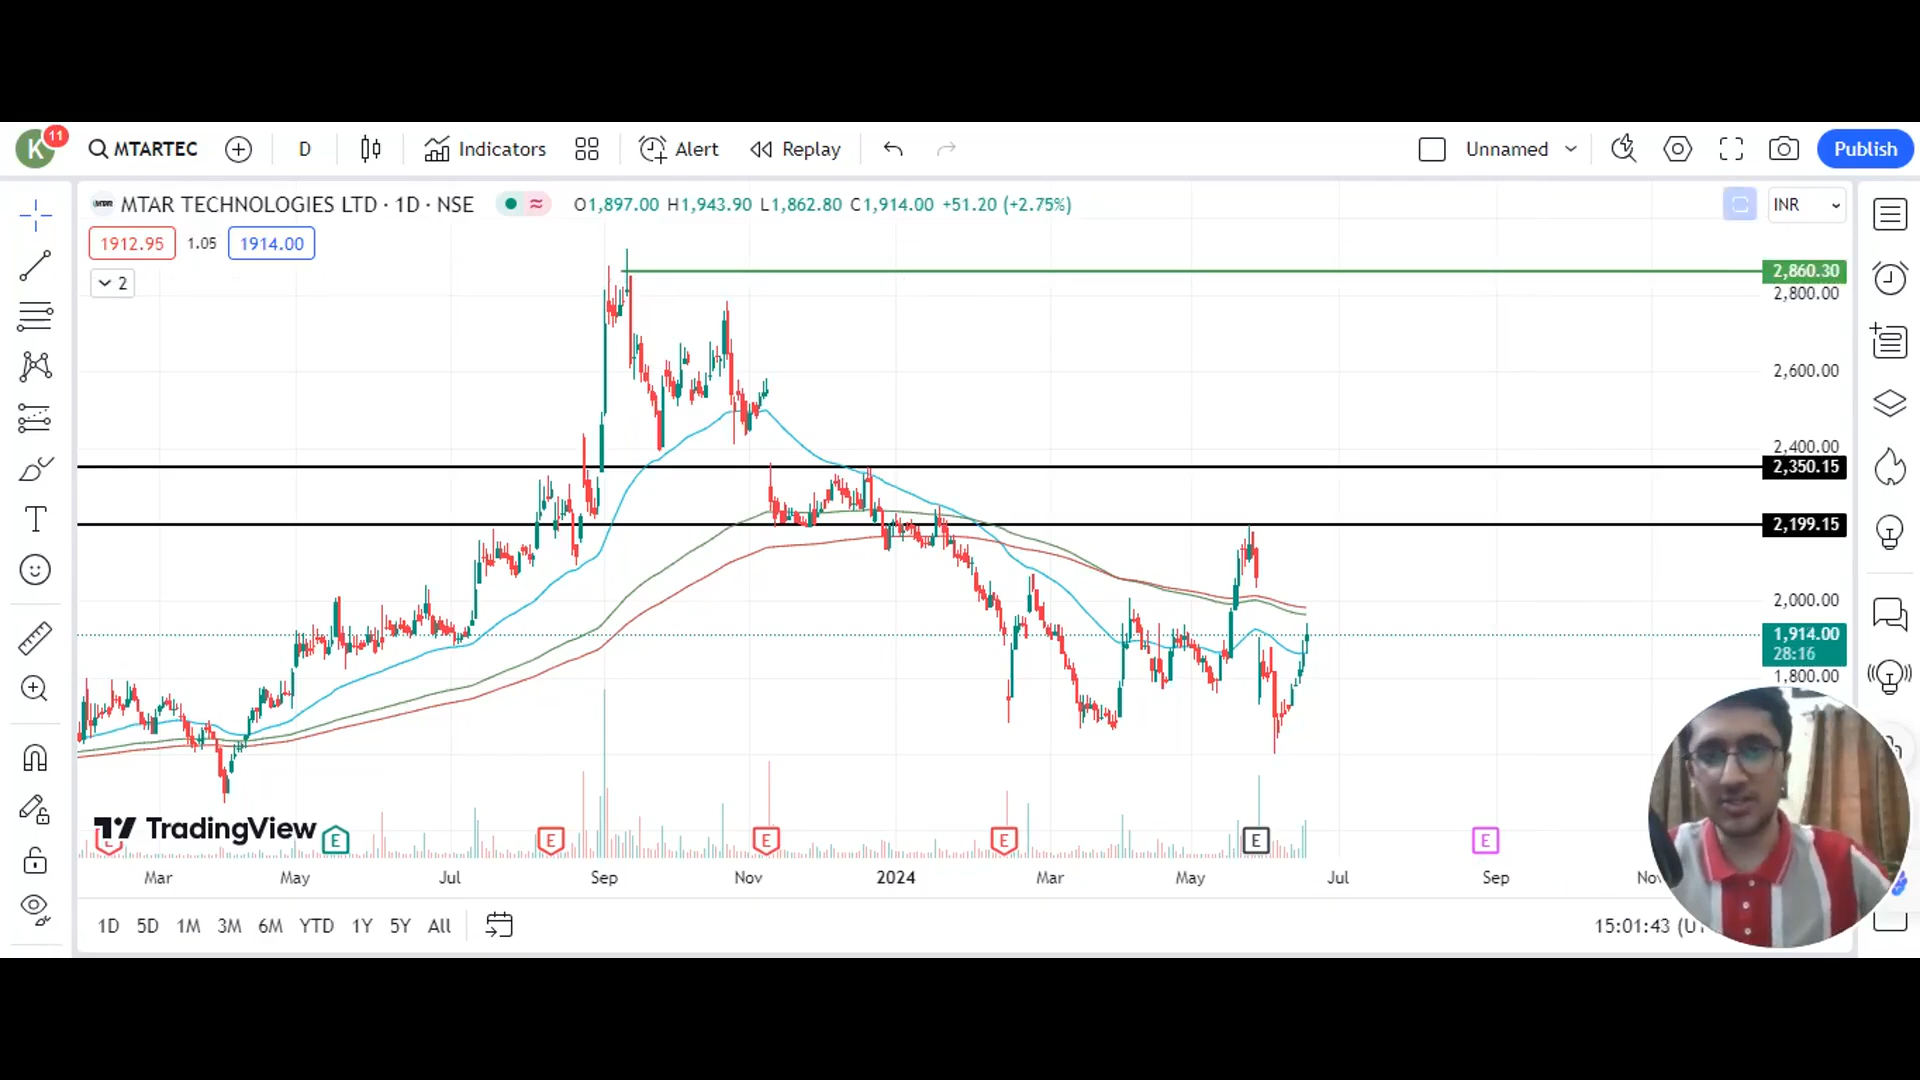 K 11 MTARTEC D Indicators Alert Replay Unnamed Publish
MTAR TECHNOLOGIES LTD · 1D · NSE O1,897.00 H1,943.90 L1,862.80 C1,914.00 +51.20 (+2.75%) INR
1912.95 1.05 1914.00
2
2,860.30
2,800.00
2,600.00
2,400.00
2,350.15
2,199.15
2,000.00
1,914.00
28:16
1,800.00
TradingView
E E E E E E
Mar May Jul Sep Nov 2024 Mar May Jul Sep
1D 5D 1M 3M 6M YTD 1Y 5Y All 15:01:43